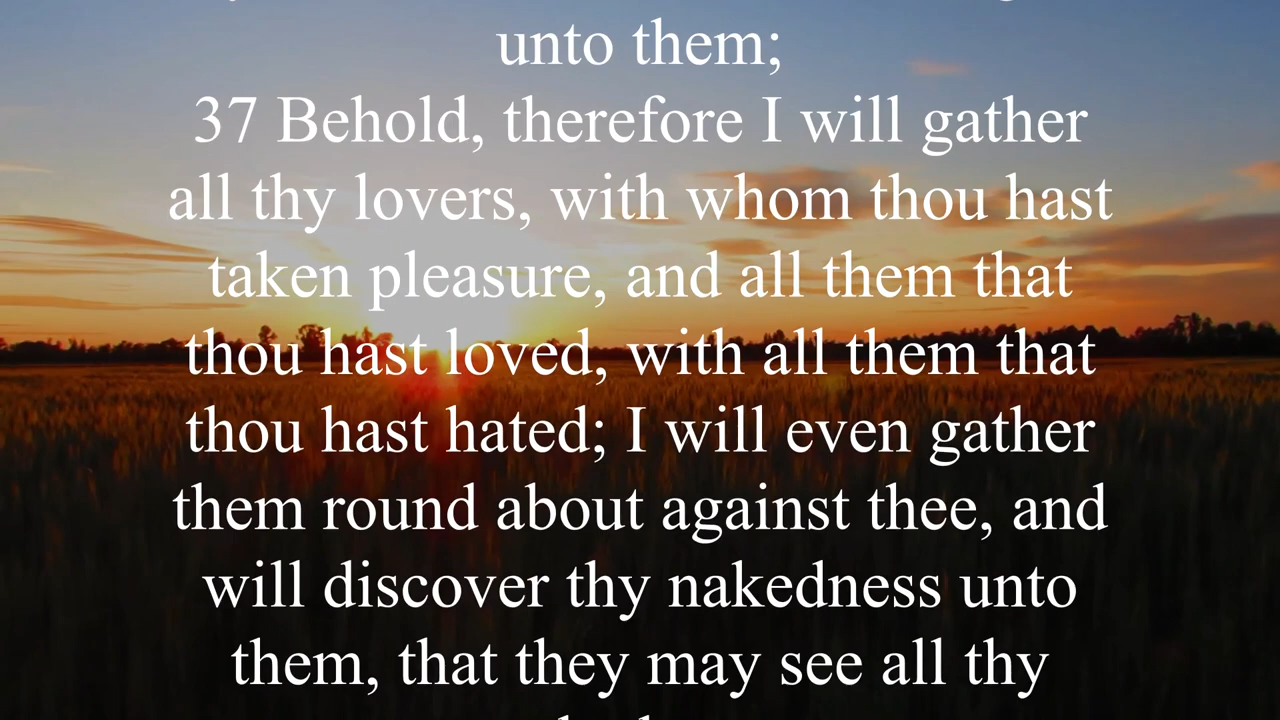 unto them;
37 Behold, therefore I will gather
all thy lovers, with whom thou hast
taken pleasure, and all them that
thou hast loved, with all them that
thou hast hated; I will even gather
them round about against thee, and
will discover thy nakedness unto
them, that they may see all thy